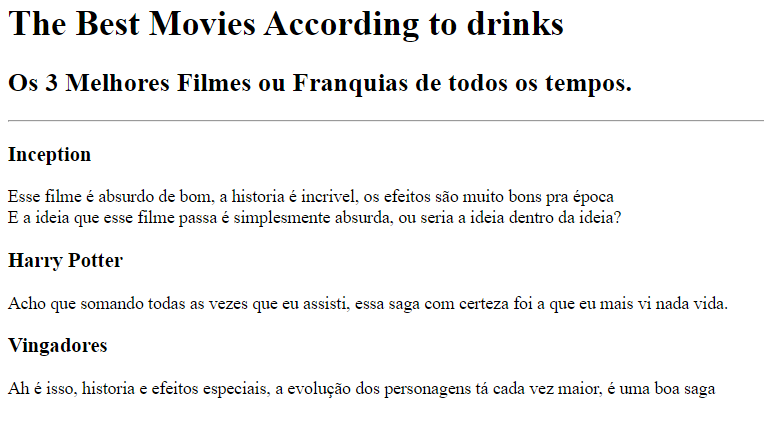 The Best Movies According to drinks
Os 3 Melhores Filmes ou Franquias de todos os tempos.
Inception
Esse filme é absurdo de bom, a historia é incrivel, os efeitos são muito bons pra época
E a ideia que esse filme passa é simplesmente absurda, ou seria a ideia dentro da ideia?
Harry Potter
Acho que somando todas as vezes que eu assisti, essa saga com certeza foi a que eu mais vi nada vida.
Vingadores
Ah é isso, historia e efeitos especiais, a evolução dos personagens tá cada vez maior, é uma boa saga